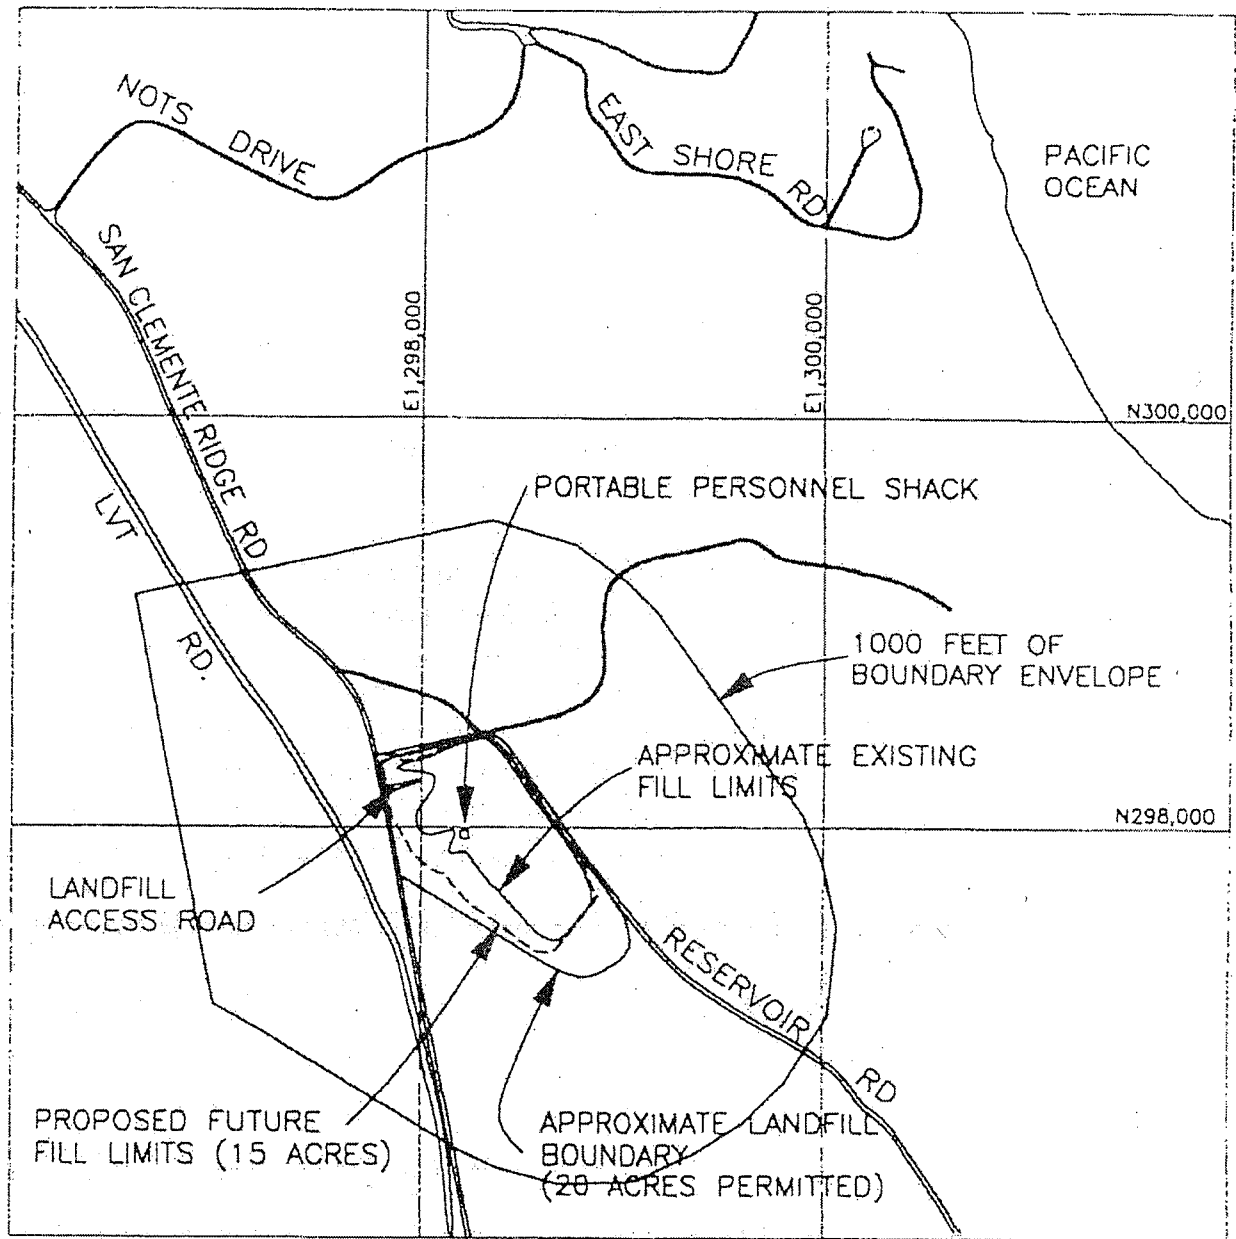 NOTS DRIVE
EAST SHORE RD
PACIFIC
OCEAN
SAN CLEMENTE RIDGE RD
E1,298,000
E1,300,000
N300,000
LVT RD.
PORTABLE PERSONNEL SHACK
1000 FEET OF
BOUNDARY ENVELOPE
APPROXIMATE EXISTING
FILL LIMITS
N298,000
LANDFILL
ACCESS ROAD
RESERVOIR RD
PROPOSED FUTURE
FILL LIMITS (15 ACRES)
APPROXIMATE LANDFILL
BOUNDARY
(20 ACRES PERMITTED)